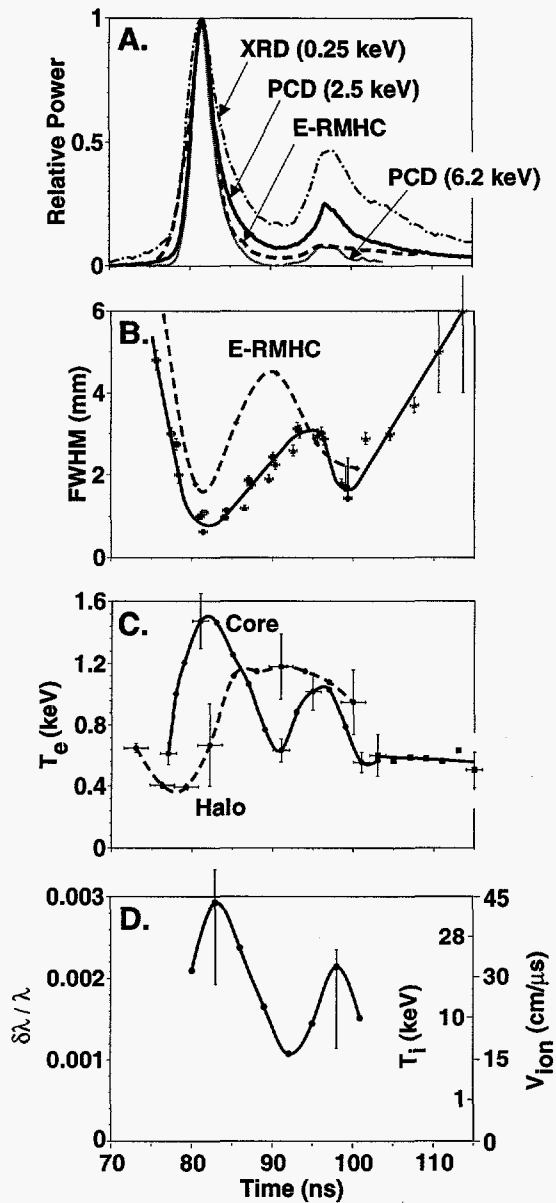 A.
Relative Power
1
0.5
0
XRD (0.25 keV)
PCD (2.5 keV)
E-RMHC
PCD (6.2 keV)
B.
FWHM (mm)
6
4
2
0
E-RMHC
C.
T_e (keV)
1.6
1.2
0.8
0.4
0
Core
Halo
D.
δλ / λ
0.003
0.002
0.001
0
T_i (keV)
28
10
1
V_ion (cm/μs)
45
30
15
0
70 80 90 100 110
Time (ns)